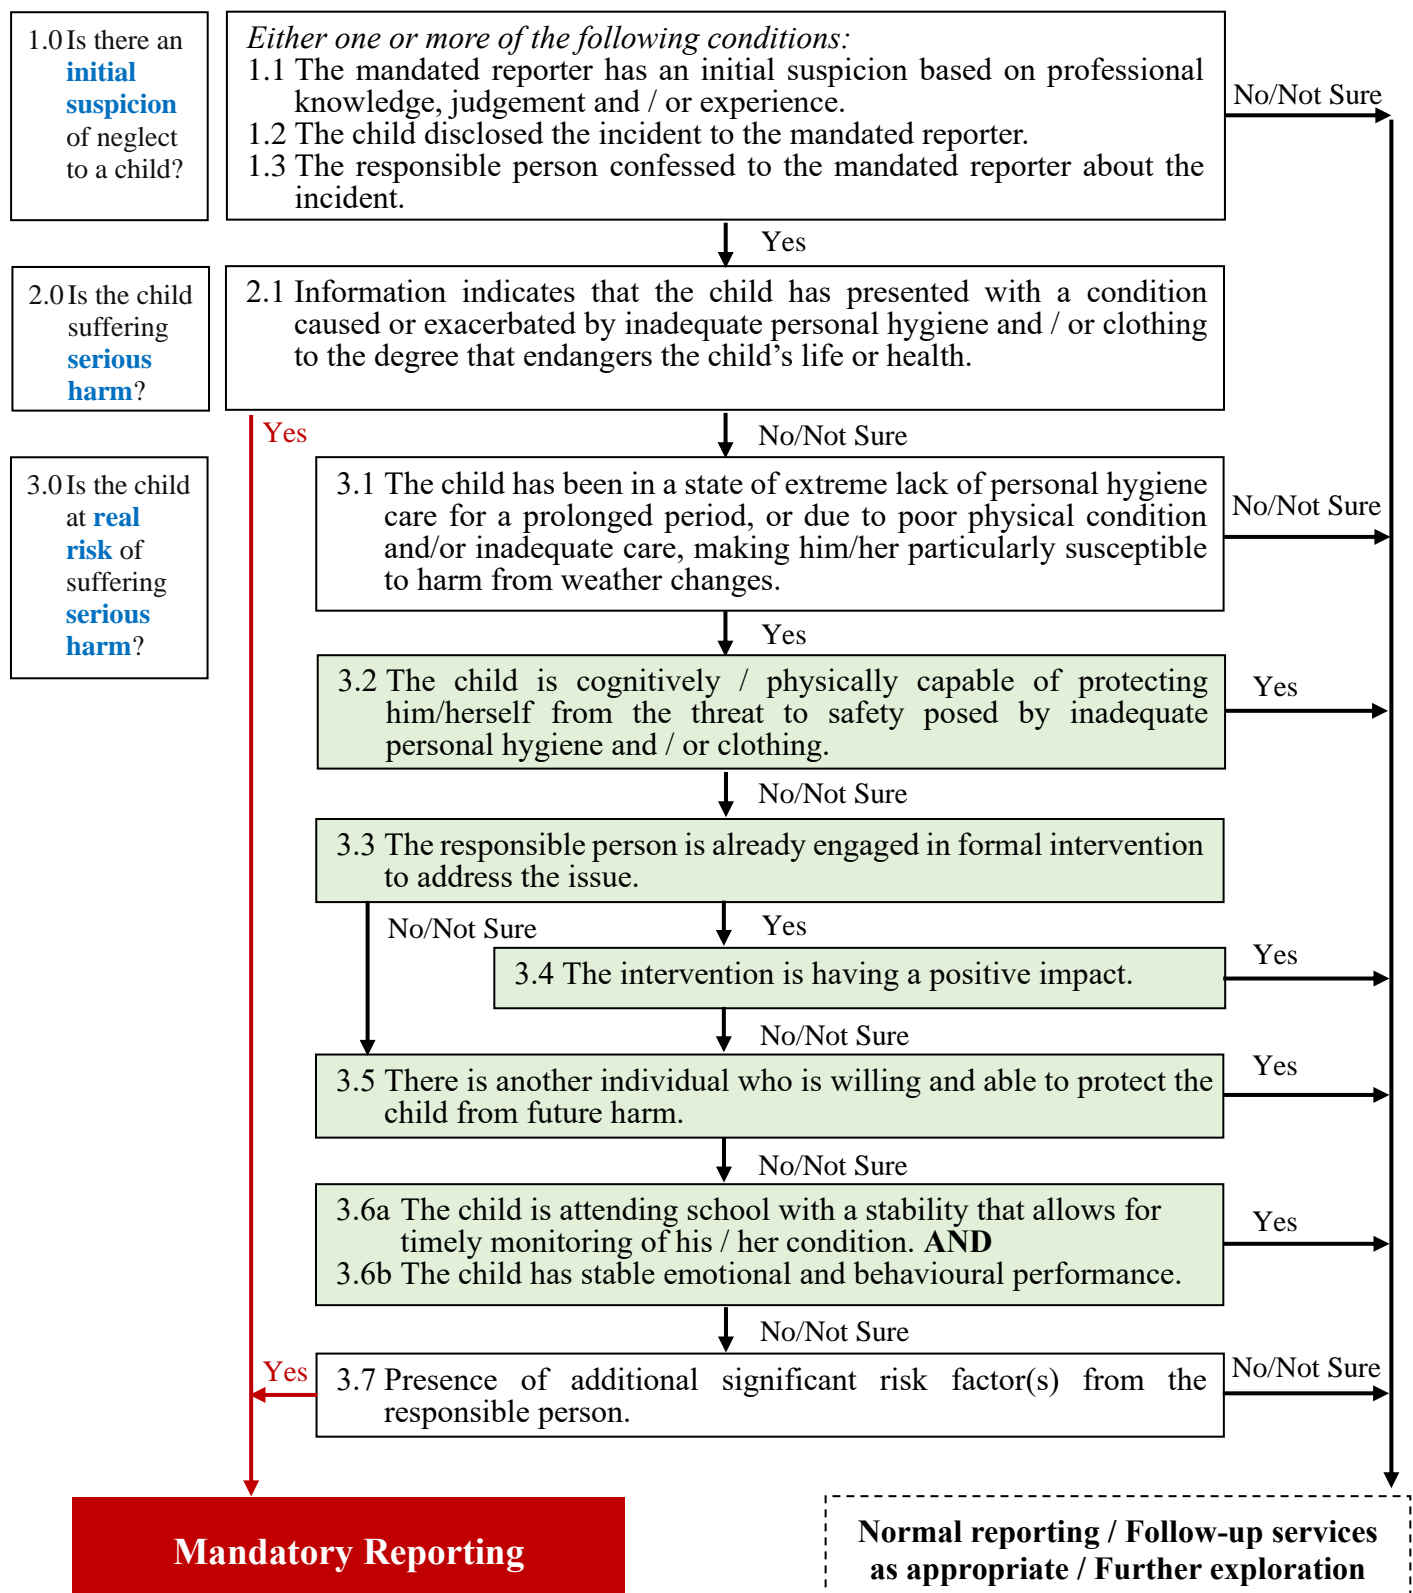 1.0 Is there an
initial
suspicion
of neglect
to a child?
Either one or more of the following conditions:
1.1 The mandated reporter has an initial suspicion based on professional
knowledge, judgement and / or experience.
1.2 The child disclosed the incident to the mandated reporter.
1.3 The responsible person confessed to the mandated reporter about the
incident.
No/Not Sure
Yes
2.0 Is the child
suffering
serious
harm?
2.1 Information indicates that the child has presented with a condition
caused or exacerbated by inadequate personal hygiene and / or clothing
to the degree that endangers the child’s life or health.
Yes
No/Not Sure
3.0 Is the child
at real
risk of
suffering
serious
harm?
3.1 The child has been in a state of extreme lack of personal hygiene
care for a prolonged period, or due to poor physical condition
and/or inadequate care, making him/her particularly susceptible
to harm from weather changes.
No/Not Sure
Yes
3.2 The child is cognitively / physically capable of protecting
him/herself from the threat to safety posed by inadequate
personal hygiene and / or clothing.
Yes
No/Not Sure
3.3 The responsible person is already engaged in formal intervention
to address the issue.
No/Not Sure
Yes
3.4 The intervention is having a positive impact.
Yes
No/Not Sure
3.5 There is another individual who is willing and able to protect the
child from future harm.
Yes
No/Not Sure
3.6a The child is attending school with a stability that allows for
timely monitoring of his / her condition. AND
3.6b The child has stable emotional and behavioural performance.
Yes
No/Not Sure
Yes
3.7 Presence of additional significant risk factor(s) from the
responsible person.
No/Not Sure
Mandatory Reporting
Normal reporting / Follow-up services
as appropriate / Further exploration